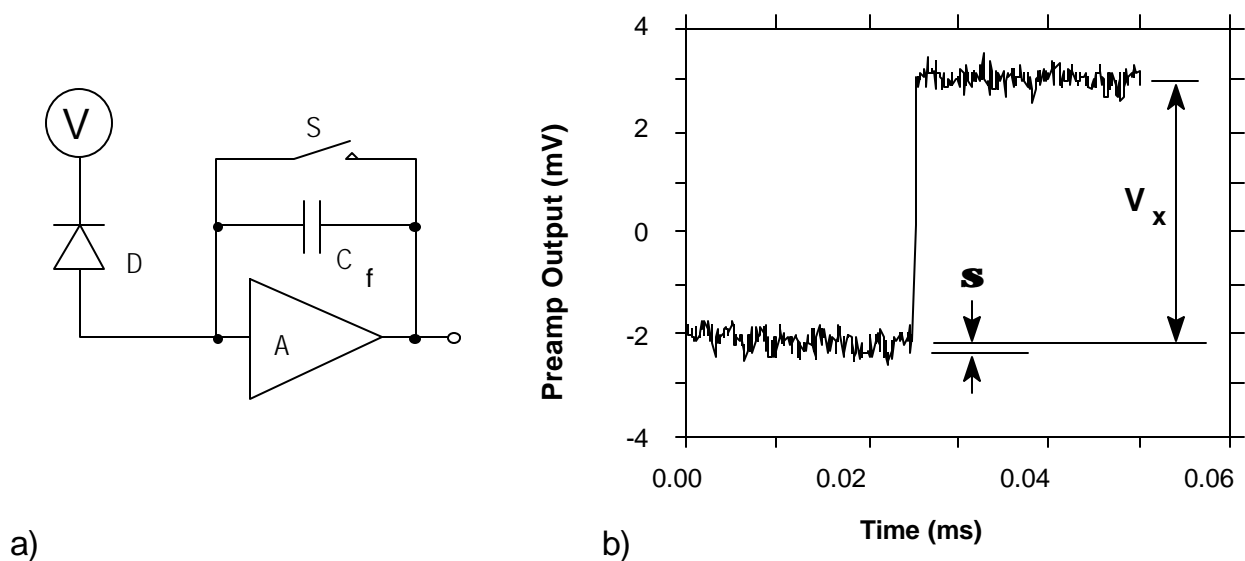 V
S
D
C f
A
a)
4
2
0
-2
-4
Preamp Output (mV)
V x
s
0.00 0.02 0.04 0.06
Time (ms)
b)